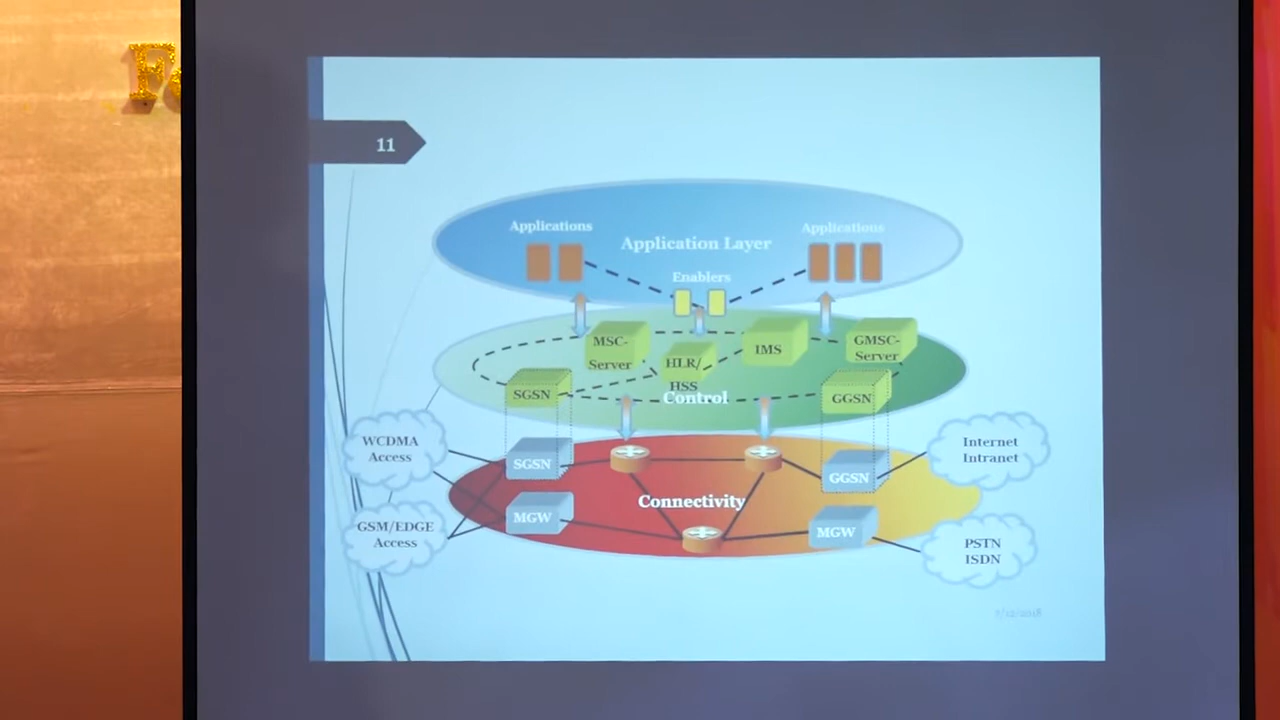 11
Applications
Applications
Application Layer
Enablers
MSC-
Server
HLR/
HSS
IMS
GMSC-
Server
SGSN
GGSN
Control
WCDMA
Access
SGSN
GGSN
Internet
Intranet
Connectivity
GSM/EDGE
Access
MGW
MGW
PSTN
ISDN